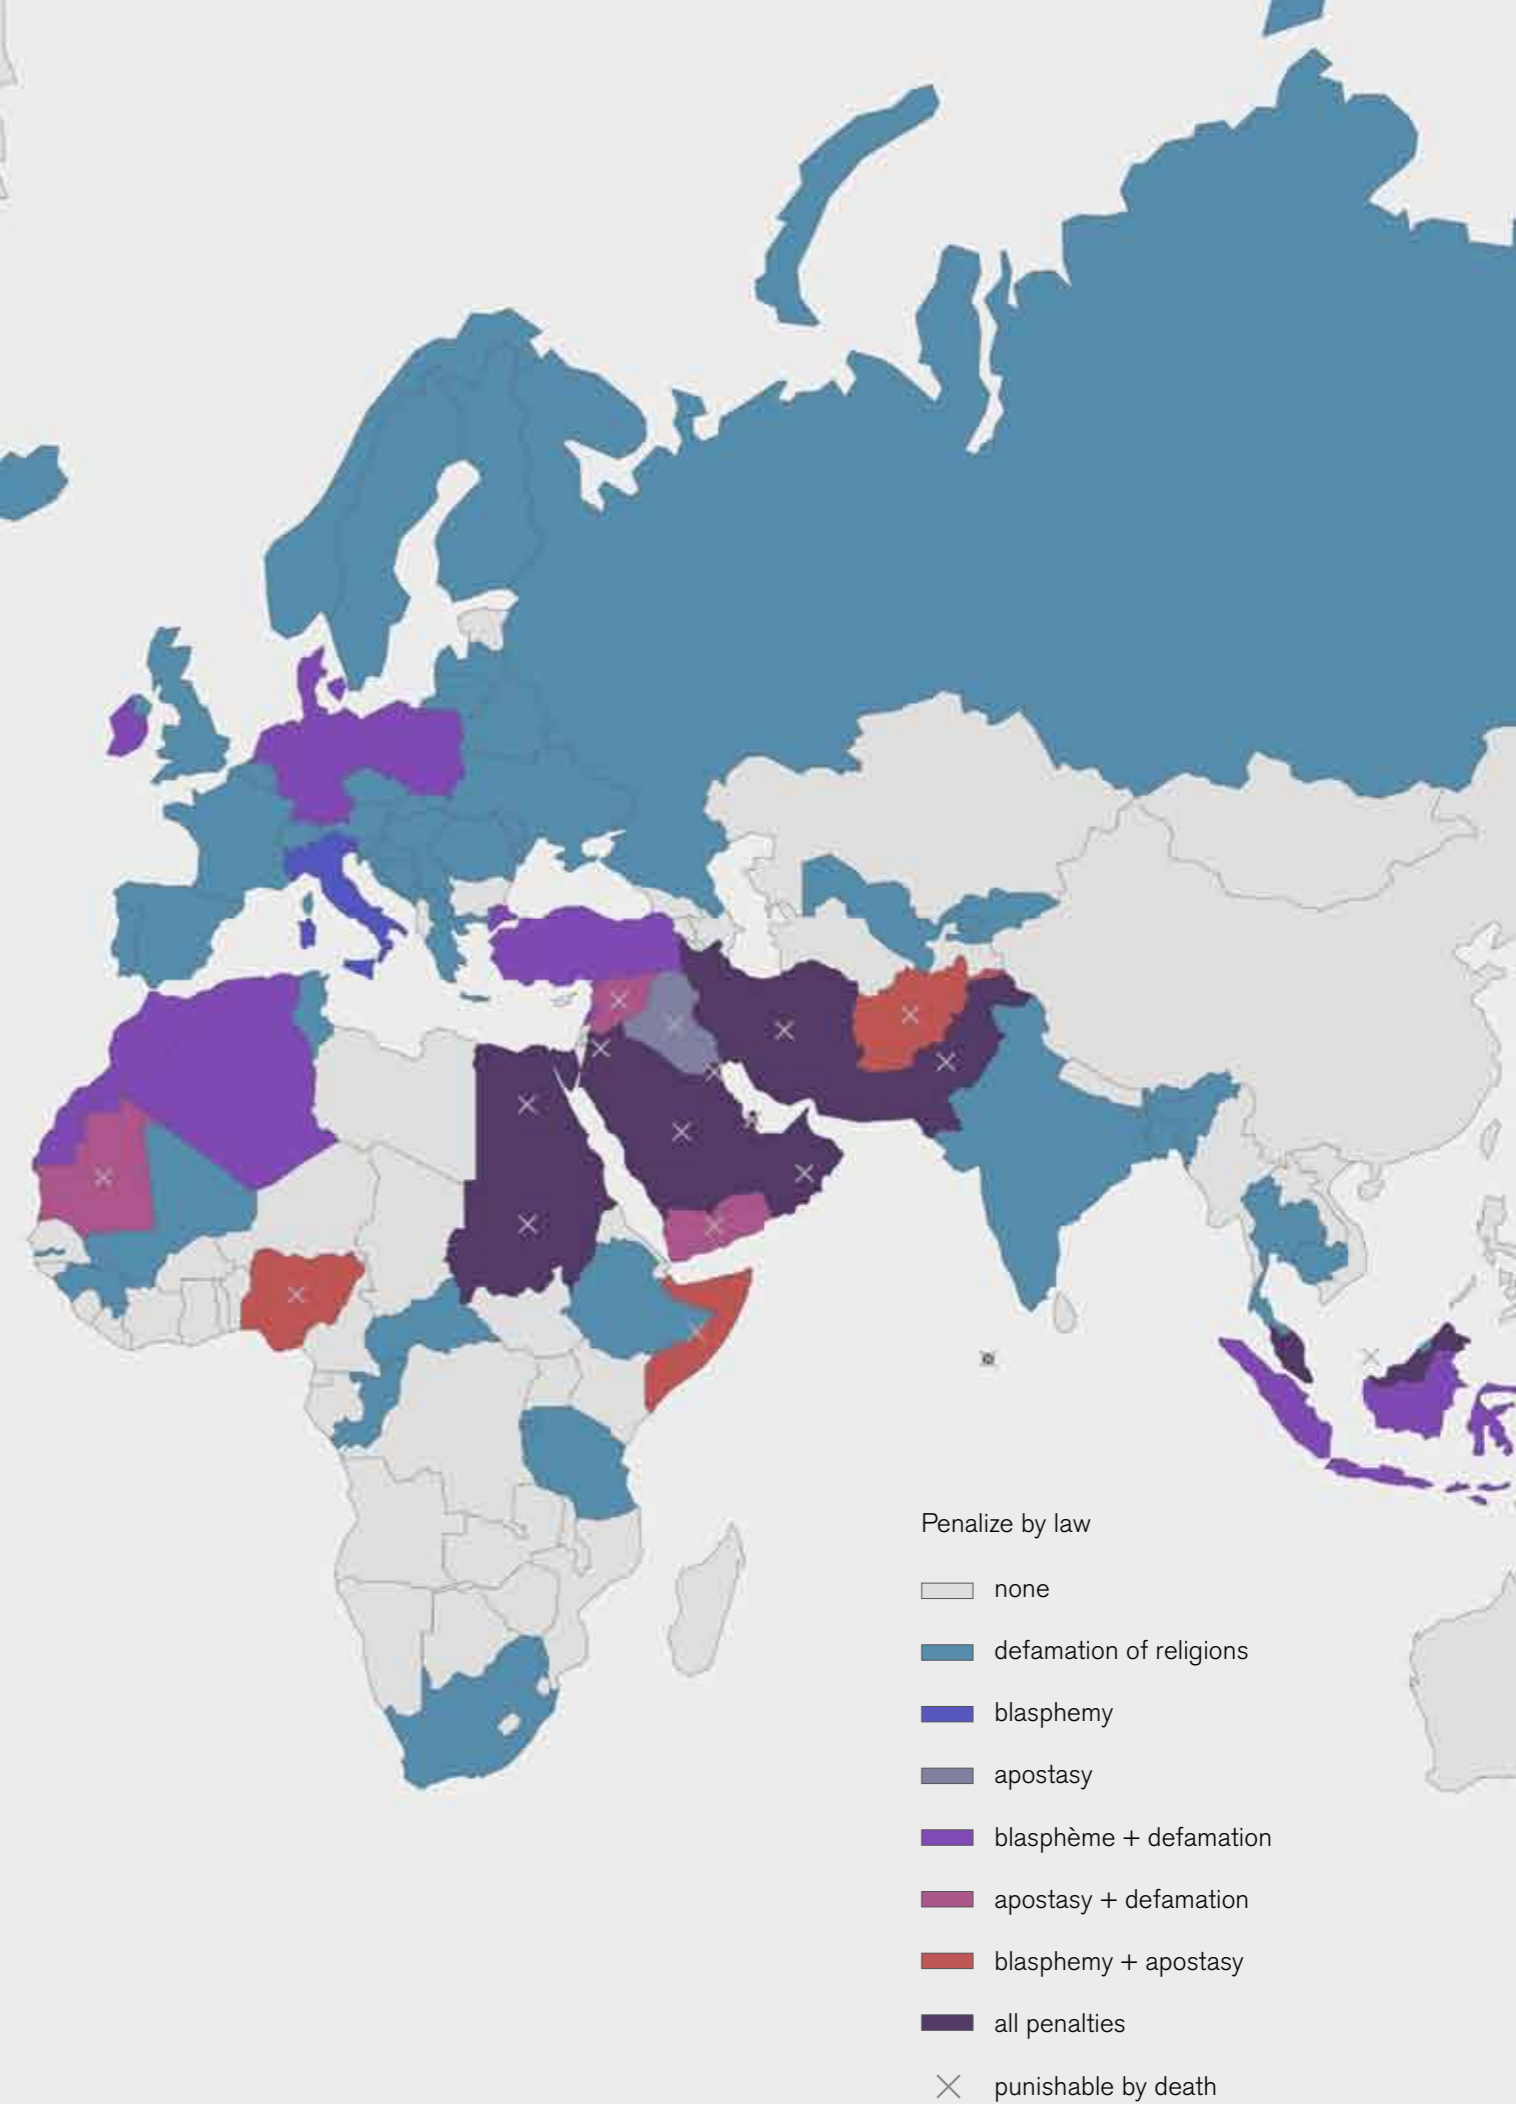 Penalize by law
none
defamation of religions
blasphemy
apostasy
blasphème + defamation
apostasy + defamation
blasphemy + apostasy
all penalties
punishable by death